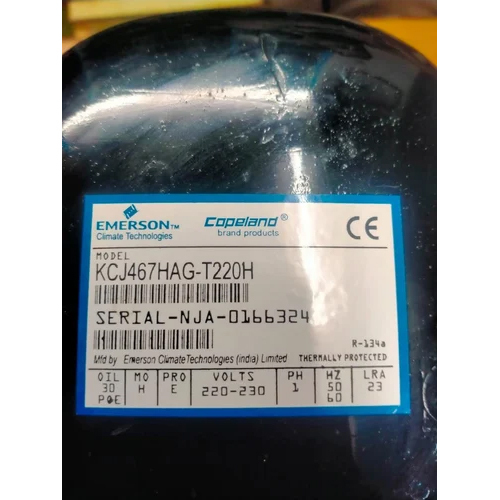 EMERSON™
Climate Technologies
Copeland®
brand products
CE
MODEL
KCJ467HAG-T220H
SERIAL-NJA-0166324
R-134a
Mfd by Emerson Climate Technologies (india) Limited THERMALLY PROTECTED
OIL MO PRO VOLTS PH HZ LRA
30 H E 220-230 1 50 23
POE 60